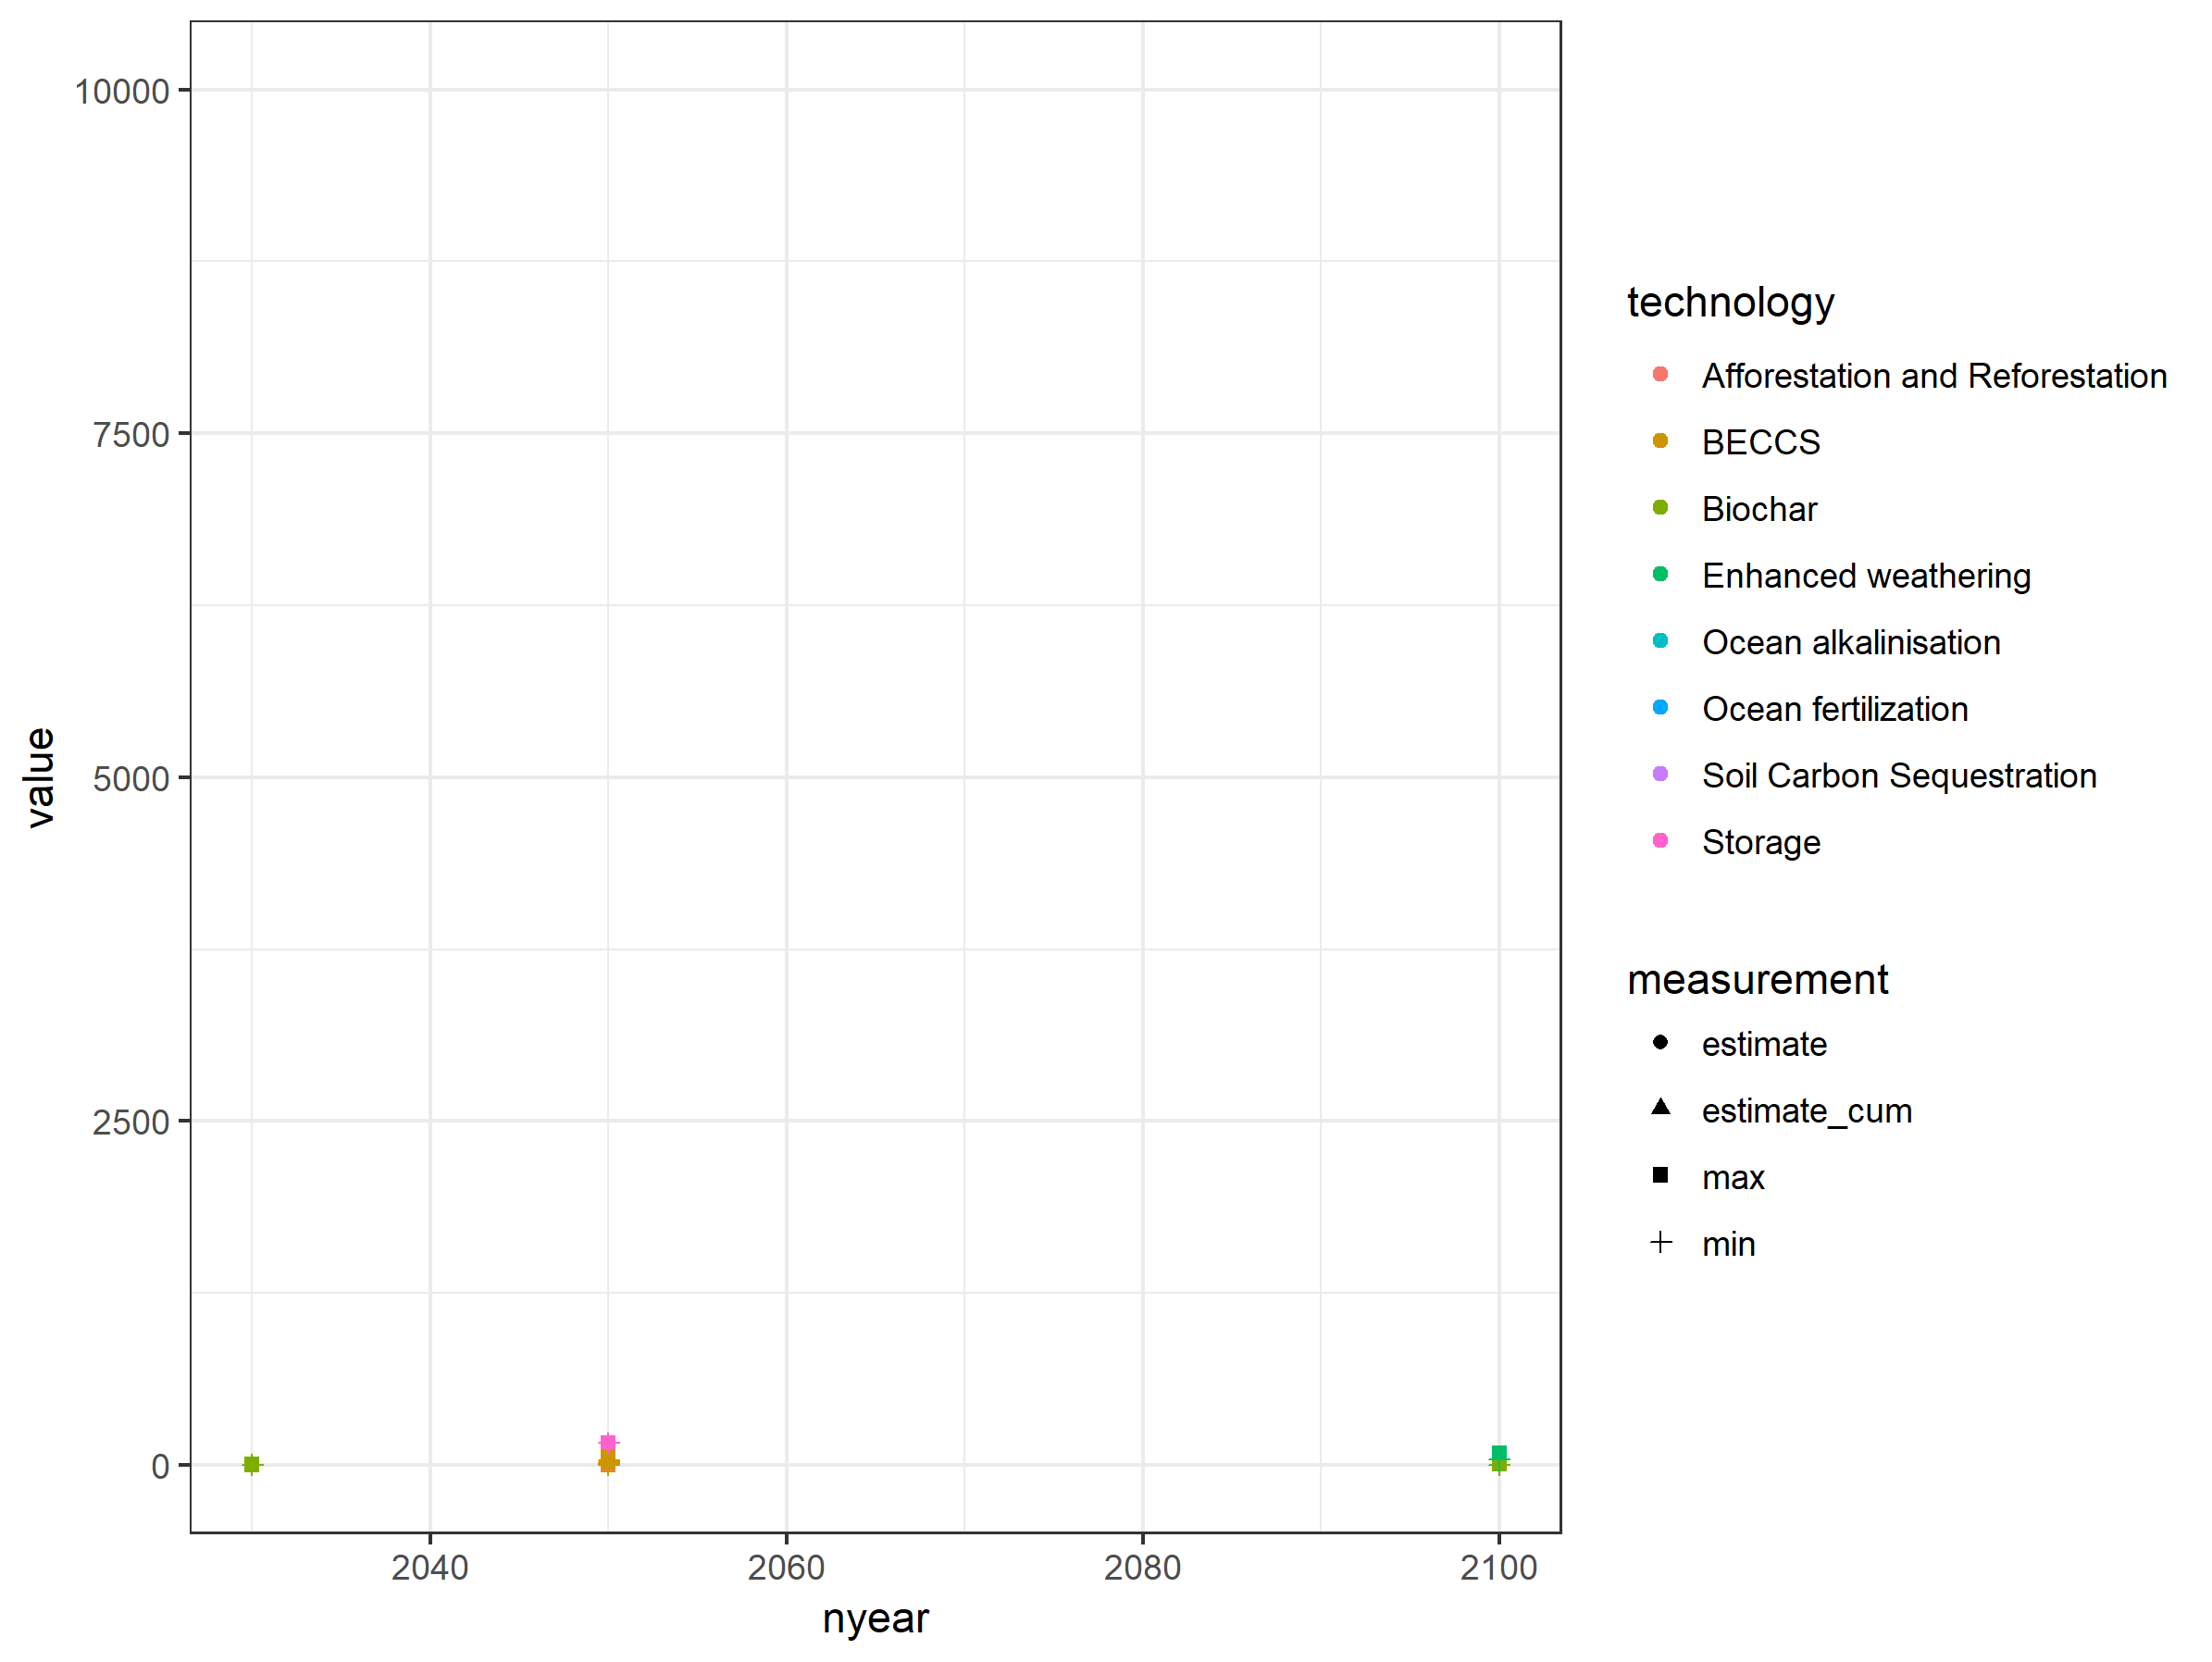 value
10000
7500
5000
2500
0
2040
2060
2080
2100
nyear
technology
Afforestation and Reforestation
BECCS
Biochar
Enhanced weathering
Ocean alkalinisation
Ocean fertilization
Soil Carbon Sequestration
Storage
measurement
estimate
estimate_cum
max
min